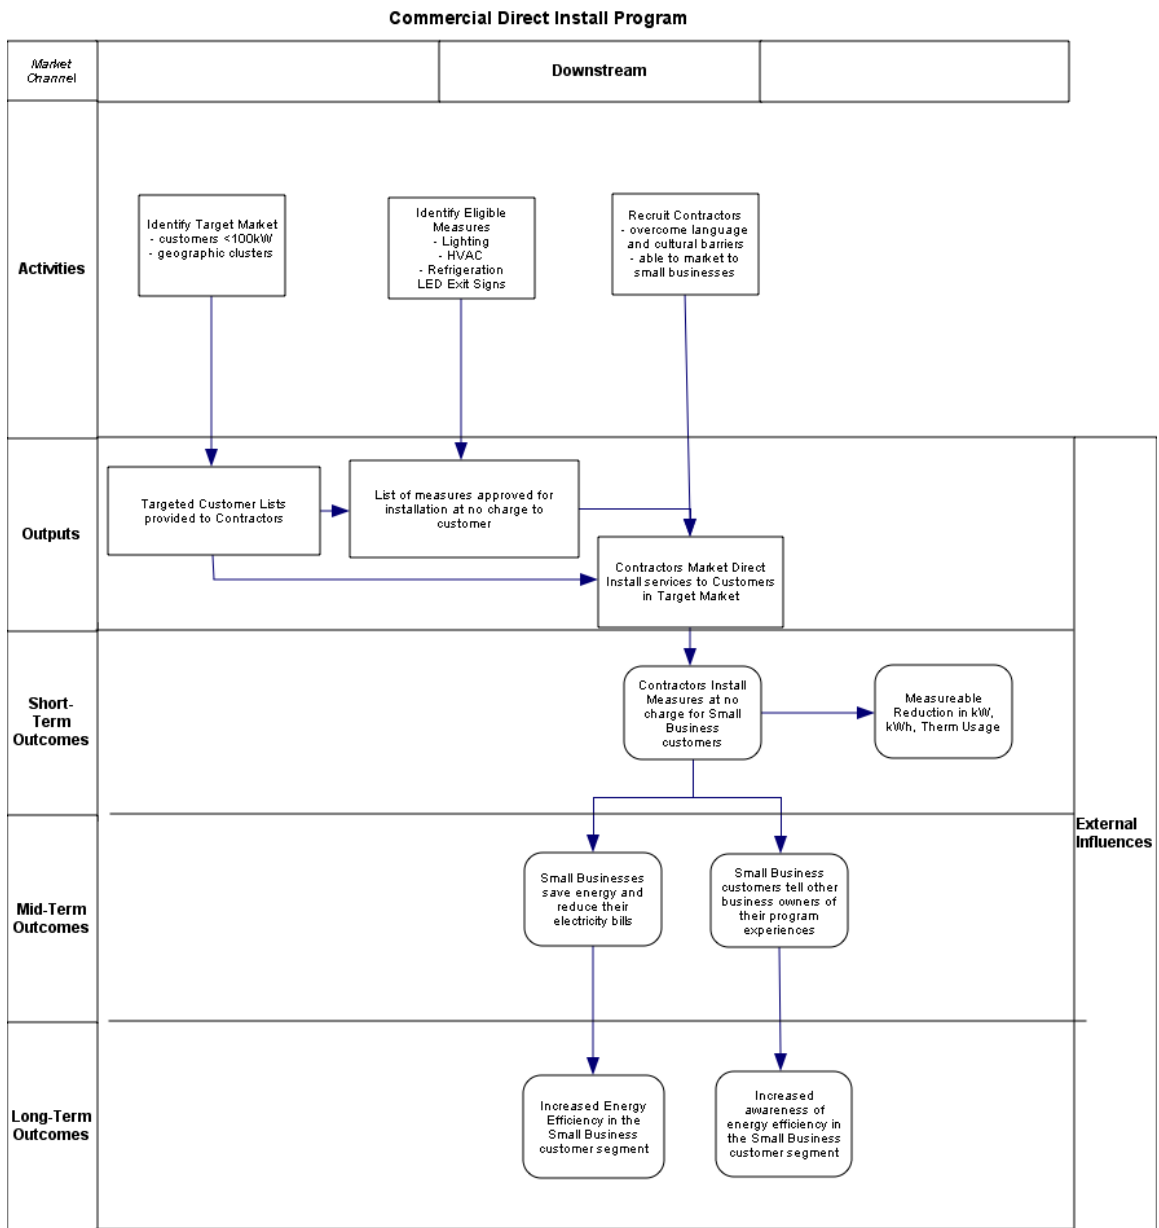 Commercial Direct Install Program
Market
Channel
Downstream
Activities
Identify Target Market
- customers <100kW
- geographic clusters
Identify Eligible
Measures
- Lighting
- HVAC
- Refrigeration
LED Exit Signs
Recruit Contractors
- overcome language
and cultural barriers
- able to market to
small businesses
Outputs
Targeted Customer Lists
provided to Contractors
List of measures approved for
installation at no charge to
customer
Contractors Market Direct
Install services to Customers
in Target Market
Short-
Term
Outcomes
Contractors Install
Measures at no
charge for Small
Business
customers
Measureable
Reduction in kW,
kWh, Therm Usage
External
Influences
Mid-Term
Outcomes
Small Businesses
save energy and
reduce their
electricity bills
Small Business
customers tell other
business owners of
their program
experiences
Long-Term
Outcomes
Increased Energy
Efficiency in the
Small Business
customer segment
Increased
awareness of
energy efficiency in
the Small Business
customer segment